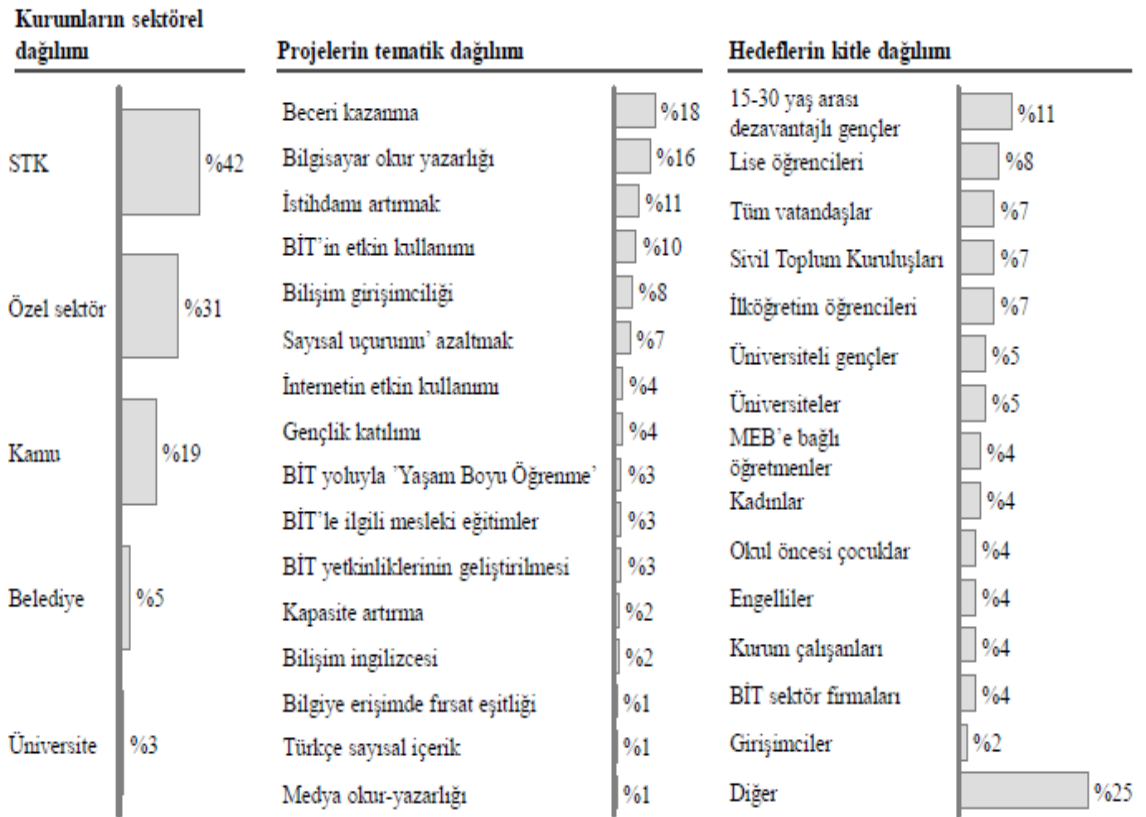 Kurumların sektörel
dağılımı
STK %42
Özel sektör %31
Kamu %19
Belediye %5
Üniversite %3
Projelerin tematik dağılımı
Beceri kazanma %18
Bilgisayar okur yazarlığı %16
İstihdamı artırmak %11
BİT’in etkin kullanımı %10
Bilişim girişimciliği %8
Sayısal uçurumu’ azaltmak %7
İnternetin etkin kullanımı %4
Gençlik katılımı %4
BİT yoluyla ’Yaşam Boyu Öğrenme’ %3
BİT’le ilgili mesleki eğitimler %3
BİT yetkinliklerinin geliştirilmesi %3
Kapasite artırma %2
Bilişim ingilizcesi %2
Bilgiye erişimde fırsat eşitliği %1
Türkçe sayısal içerik %1
Medya okur-yazarlığı %1
Hedeflerin kitle dağılımı
15-30 yaş arası
dezavantajlı gençler %11
Lise öğrencileri %8
Tüm vatandaşlar %7
Sivil Toplum Kuruluşları %7
İlköğretim öğrencileri %7
Üniversiteli gençler %5
Üniversiteler %5
MEB’e bağlı
öğretmenler %4
Kadınlar %4
Okul öncesi çocuklar %4
Engelliler %4
Kurum çalışanları %4
BİT sektör firmaları %4
Girişimciler %2
Diğer %25